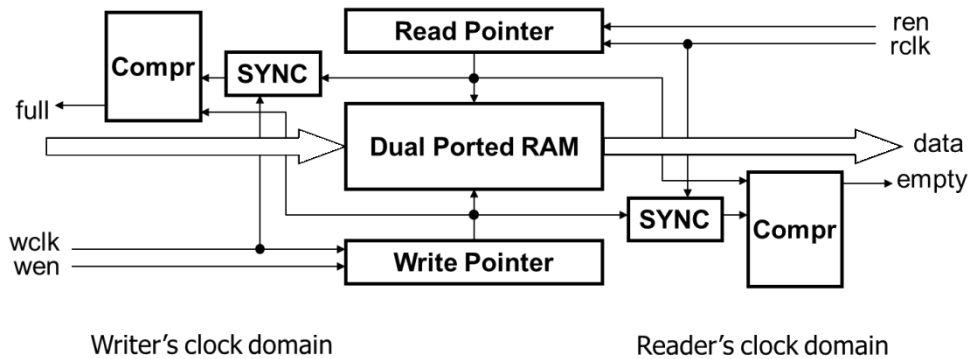 Read Pointer
ren
rclk
Compr
SYNC
full
Dual Ported RAM
data
empty
SYNC
Compr
wclk
wen
Write Pointer
Writer's clock domain
Reader's clock domain